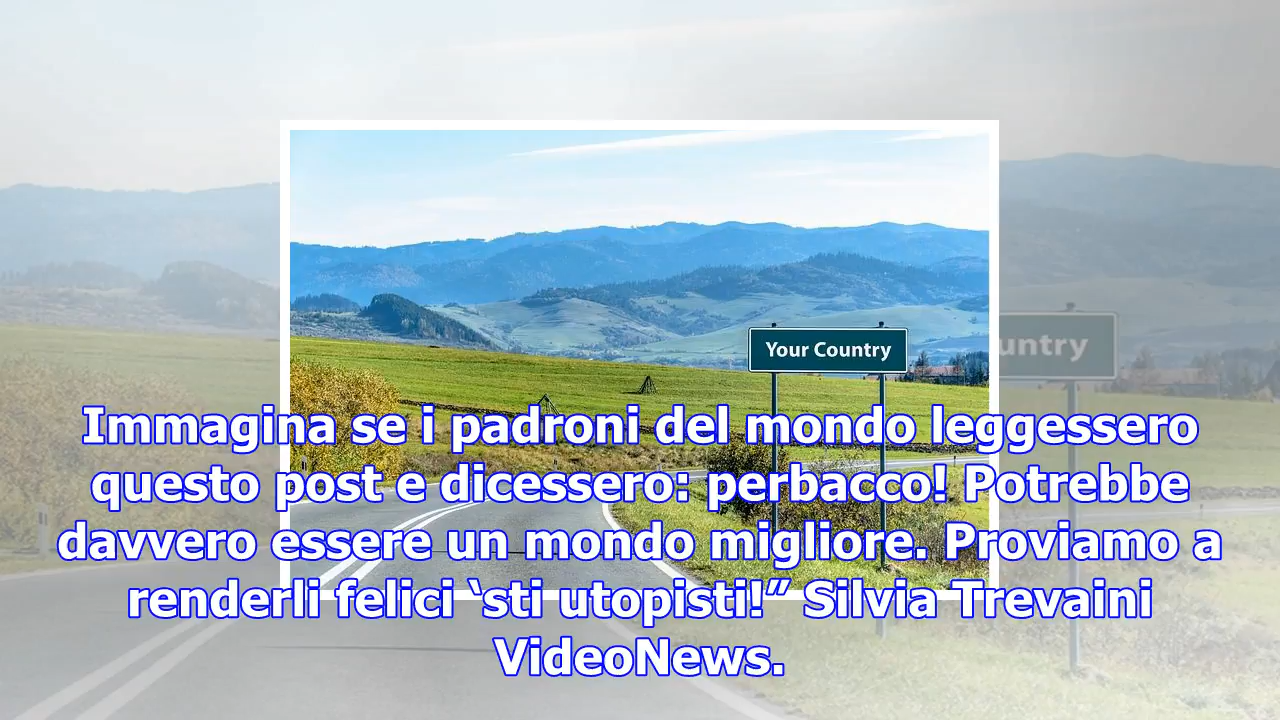 Your Country
untry
Immagina se i padroni del mondo leggessero
questo post e dicessero: perbacco! Potrebbe
davvero essere un mondo migliore. Proviamo a
renderli felici ‘sti utopisti!” Silvia Trevaini
VideoNews.